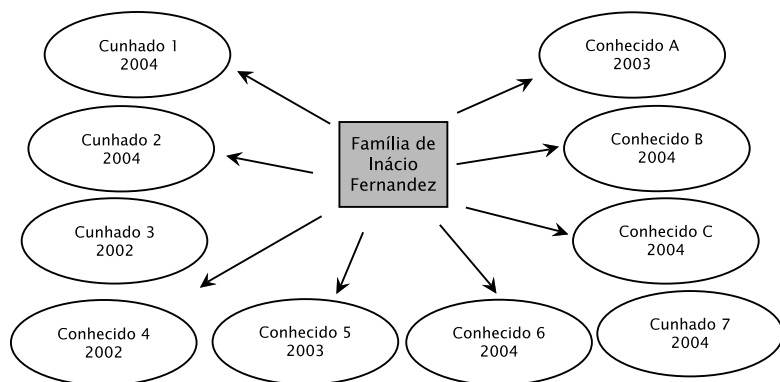 Cunhado 1
2004
Conhecido A
2003
Cunhado 2
2004
Família de
Inácio
Fernandez
Conhecido B
2004
Cunhado 3
2002
Conhecido C
2004
Conhecido 4
2002
Conhecido 5
2003
Conhecido 6
2004
Cunhado 7
2004